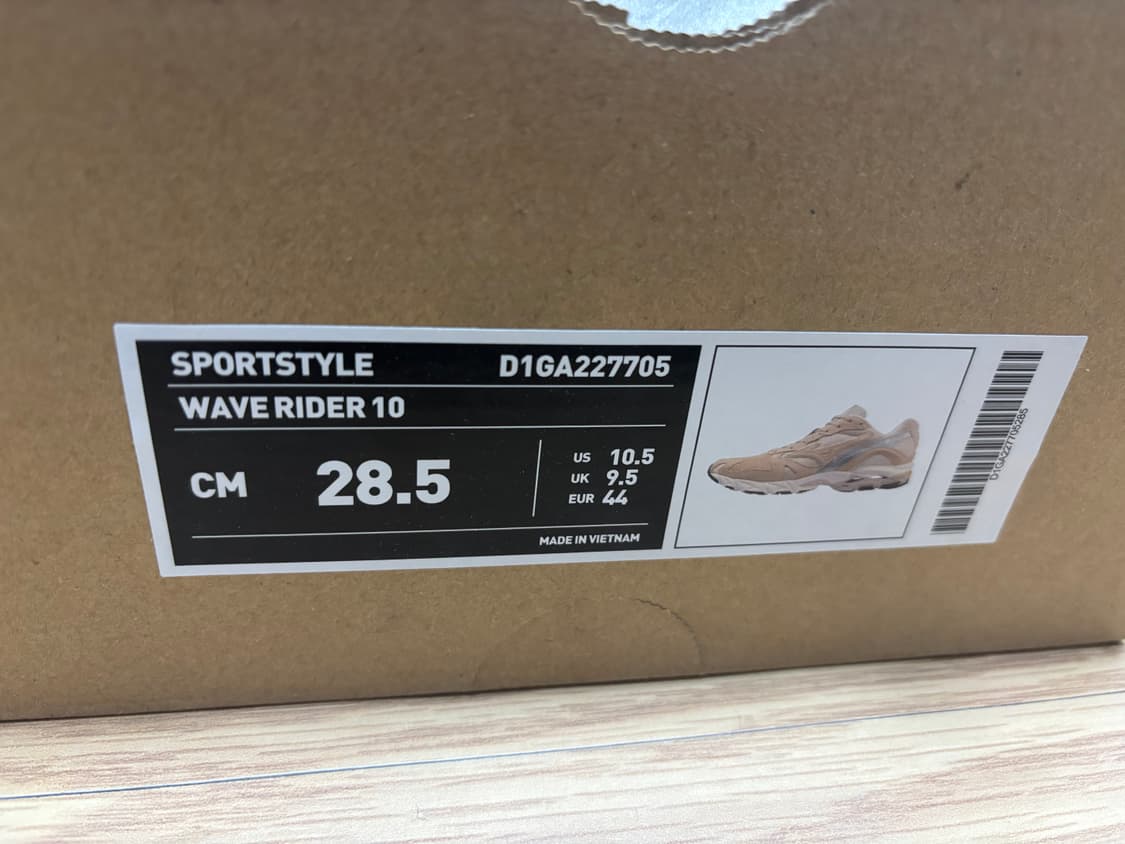 SPORTSTYLE D1GA227705
WAVE RIDER 10
CM 28.5
US 10.5
UK 9.5
EUR 44
MADE IN VIETNAM
D1GA227705285